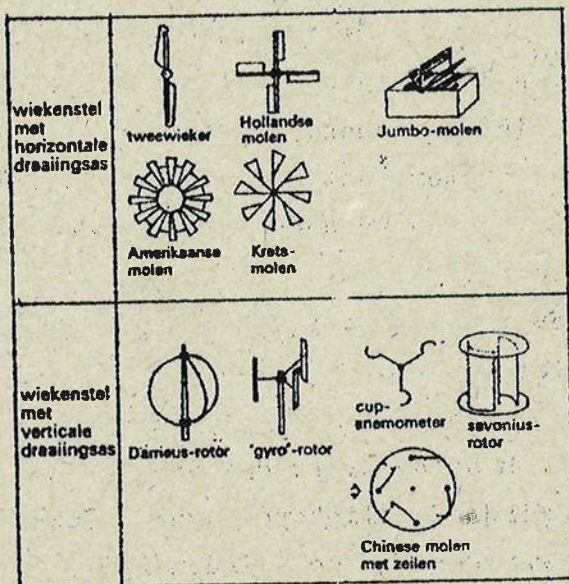 wiekenstel
met
horizontale
draaiingsas
tweewieker
Hollandse
molen
Jumbo-molen
Amerikaanse
molen
Kreta-
molen
wiekenstel
met
verticale
draaiingsas
Darrieus-rotor
"gyro"-rotor
cup-
anemometer
savonius-
rotor
Chinese molen
met zeilen